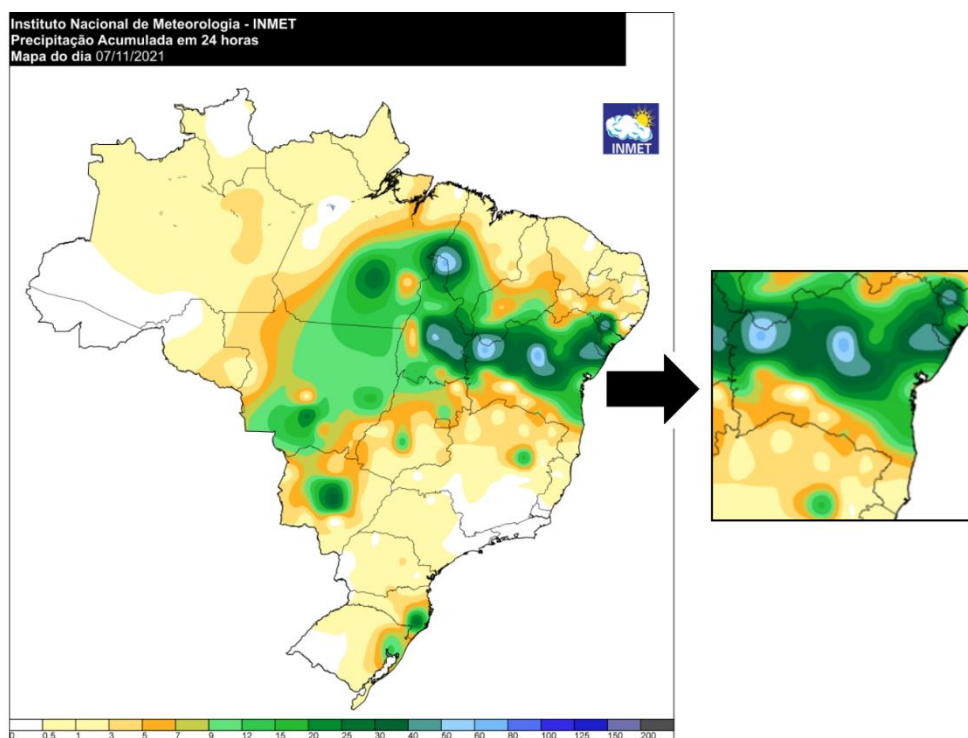 Instituto Nacional de Meteorologia - INMET
Precipitação Acumulada em 24 horas
Mapa do dia 07/11/2021
INMET
0 0.5 1 3 5 7 9 12 15 20 25 30 40 50 60 80 100 125 150 200